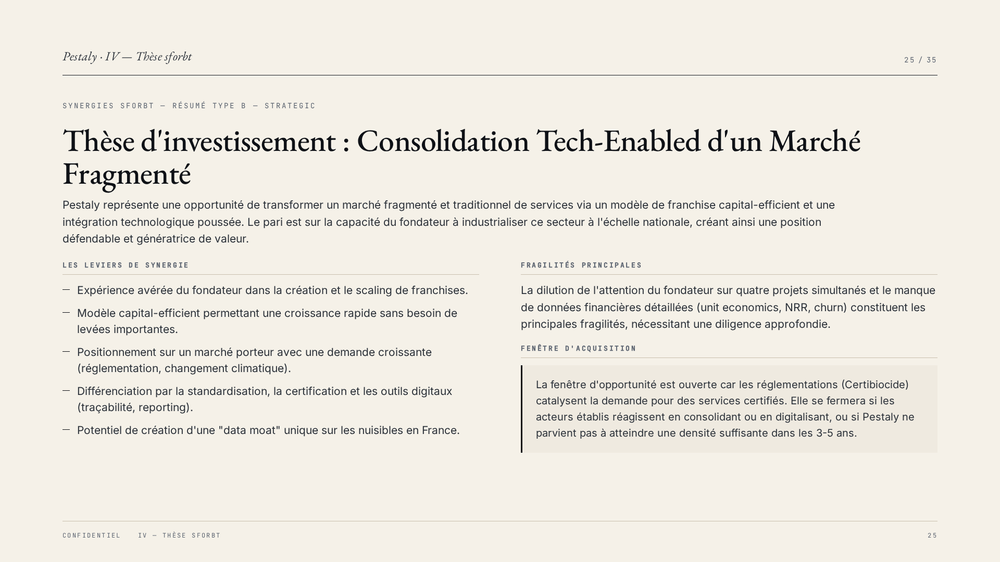 Pestaly · IV — Thèse sforbt
25 / 35
SYNERGIES SFORBT — RÉSUMÉ TYPE B — STRATEGIC
Thèse d'investissement : Consolidation Tech-Enabled d'un Marché
Fragmenté
Pestaly représente une opportunité de transformer un marché fragmenté et traditionnel de services via un modèle de franchise capital-efficient et une
intégration technologique poussée. Le pari est sur la capacité du fondateur à industrialiser ce secteur à l'échelle nationale, créant ainsi une position
défendable et génératrice de valeur.
LES LEVIERS DE SYNERGIE
— Expérience avérée du fondateur dans la création et le scaling de franchises.
— Modèle capital-efficient permettant une croissance rapide sans besoin de
levées importantes.
— Positionnement sur un marché porteur avec une demande croissante
(réglementation, changement climatique).
— Différenciation par la standardisation, la certification et les outils digitaux
(traçabilité, reporting).
— Potentiel de création d'une "data moat" unique sur les nuisibles en France.
FRAGILITÉS PRINCIPALES
La dilution de l'attention du fondateur sur quatre projets simultanés et le manque
de données financières détaillées (unit economics, NRR, churn) constituent les
principales fragilités, nécessitant une diligence approfondie.
FENÊTRE D'ACQUISITION
La fenêtre d'opportunité est ouverte car les réglementations (Certibiocide)
catalysent la demande pour des services certifiés. Elle se fermera si les
acteurs établis réagissent en consolidant ou en digitalisant, ou si Pestaly ne
parvient pas à atteindre une densité suffisante dans les 3-5 ans.
CONFIDENTIEL IV — THÈSE SFORBT
25